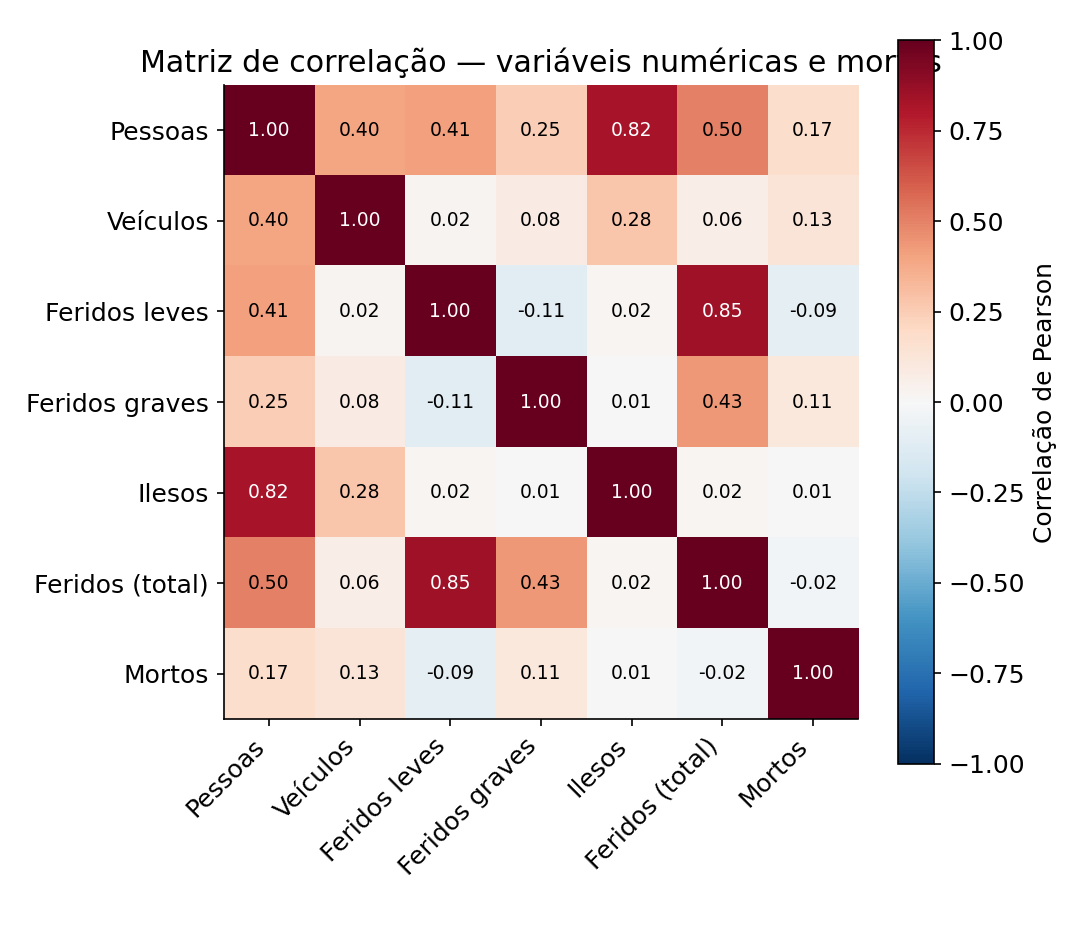 Matriz de correlação — variáveis numéricas e mortos
Pessoas 1.00 0.40 0.41 0.25 0.82 0.50 0.17
Veículos 0.40 1.00 0.02 0.08 0.28 0.06 0.13
Feridos leves 0.41 0.02 1.00 -0.11 0.02 0.85 -0.09
Feridos graves 0.25 0.08 -0.11 1.00 0.01 0.43 0.11
Ilesos 0.82 0.28 0.02 0.01 1.00 0.02 0.01
Feridos (total) 0.50 0.06 0.85 0.43 0.02 1.00 -0.02
Mortos 0.17 0.13 -0.09 0.11 0.01 -0.02 1.00
Pessoas
Veículos
Feridos leves
Feridos graves
Ilesos
Feridos (total)
Mortos
1.00
0.75
0.50
0.25
0.00
−0.25
−0.50
−0.75
−1.00
Correlação de Pearson